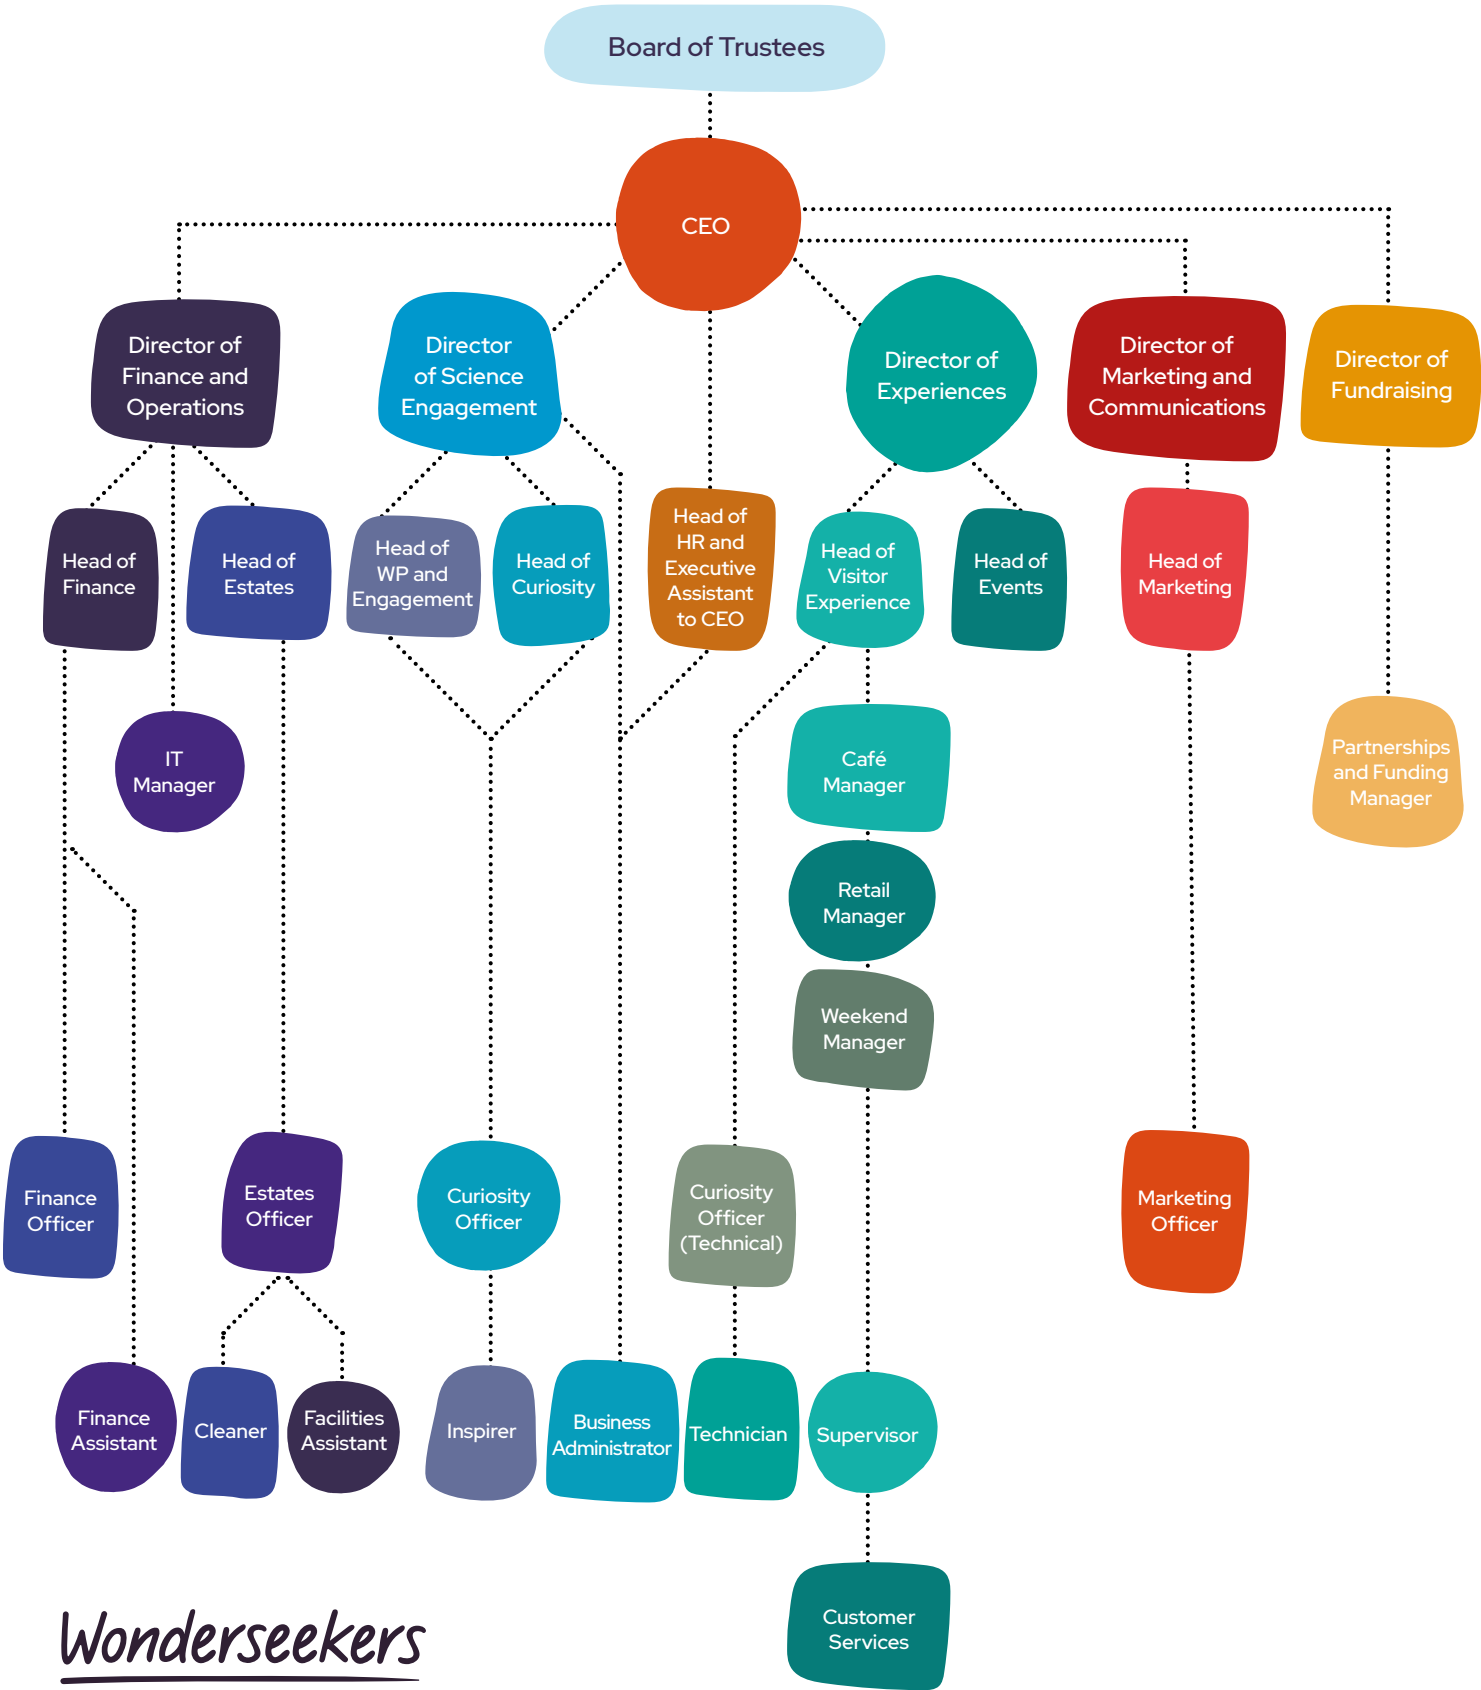 Board of Trustees
CEO
Director of
Finance and
Operations
Director
of Science
Engagement
Director of
Experiences
Director of
Marketing and
Communications
Director of
Fundraising
Head of
Finance
Head of
Estates
Head of
WP and
Engagement
Head of
Curiosity
Head of
HR and
Executive
Assistant
to CEO
Head of
Visitor
Experience
Head of
Events
Head of
Marketing
IT
Manager
Café
Manager
Partnerships
and Funding
Manager
Retail
Manager
Weekend
Manager
Finance
Officer
Estates
Officer
Curiosity
Officer
Curiosity
Officer
(Technical)
Marketing
Officer
Finance
Assistant
Cleaner
Facilities
Assistant
Inspirer
Business
Administrator
Technician
Supervisor
Customer
Services
Wonderseekers